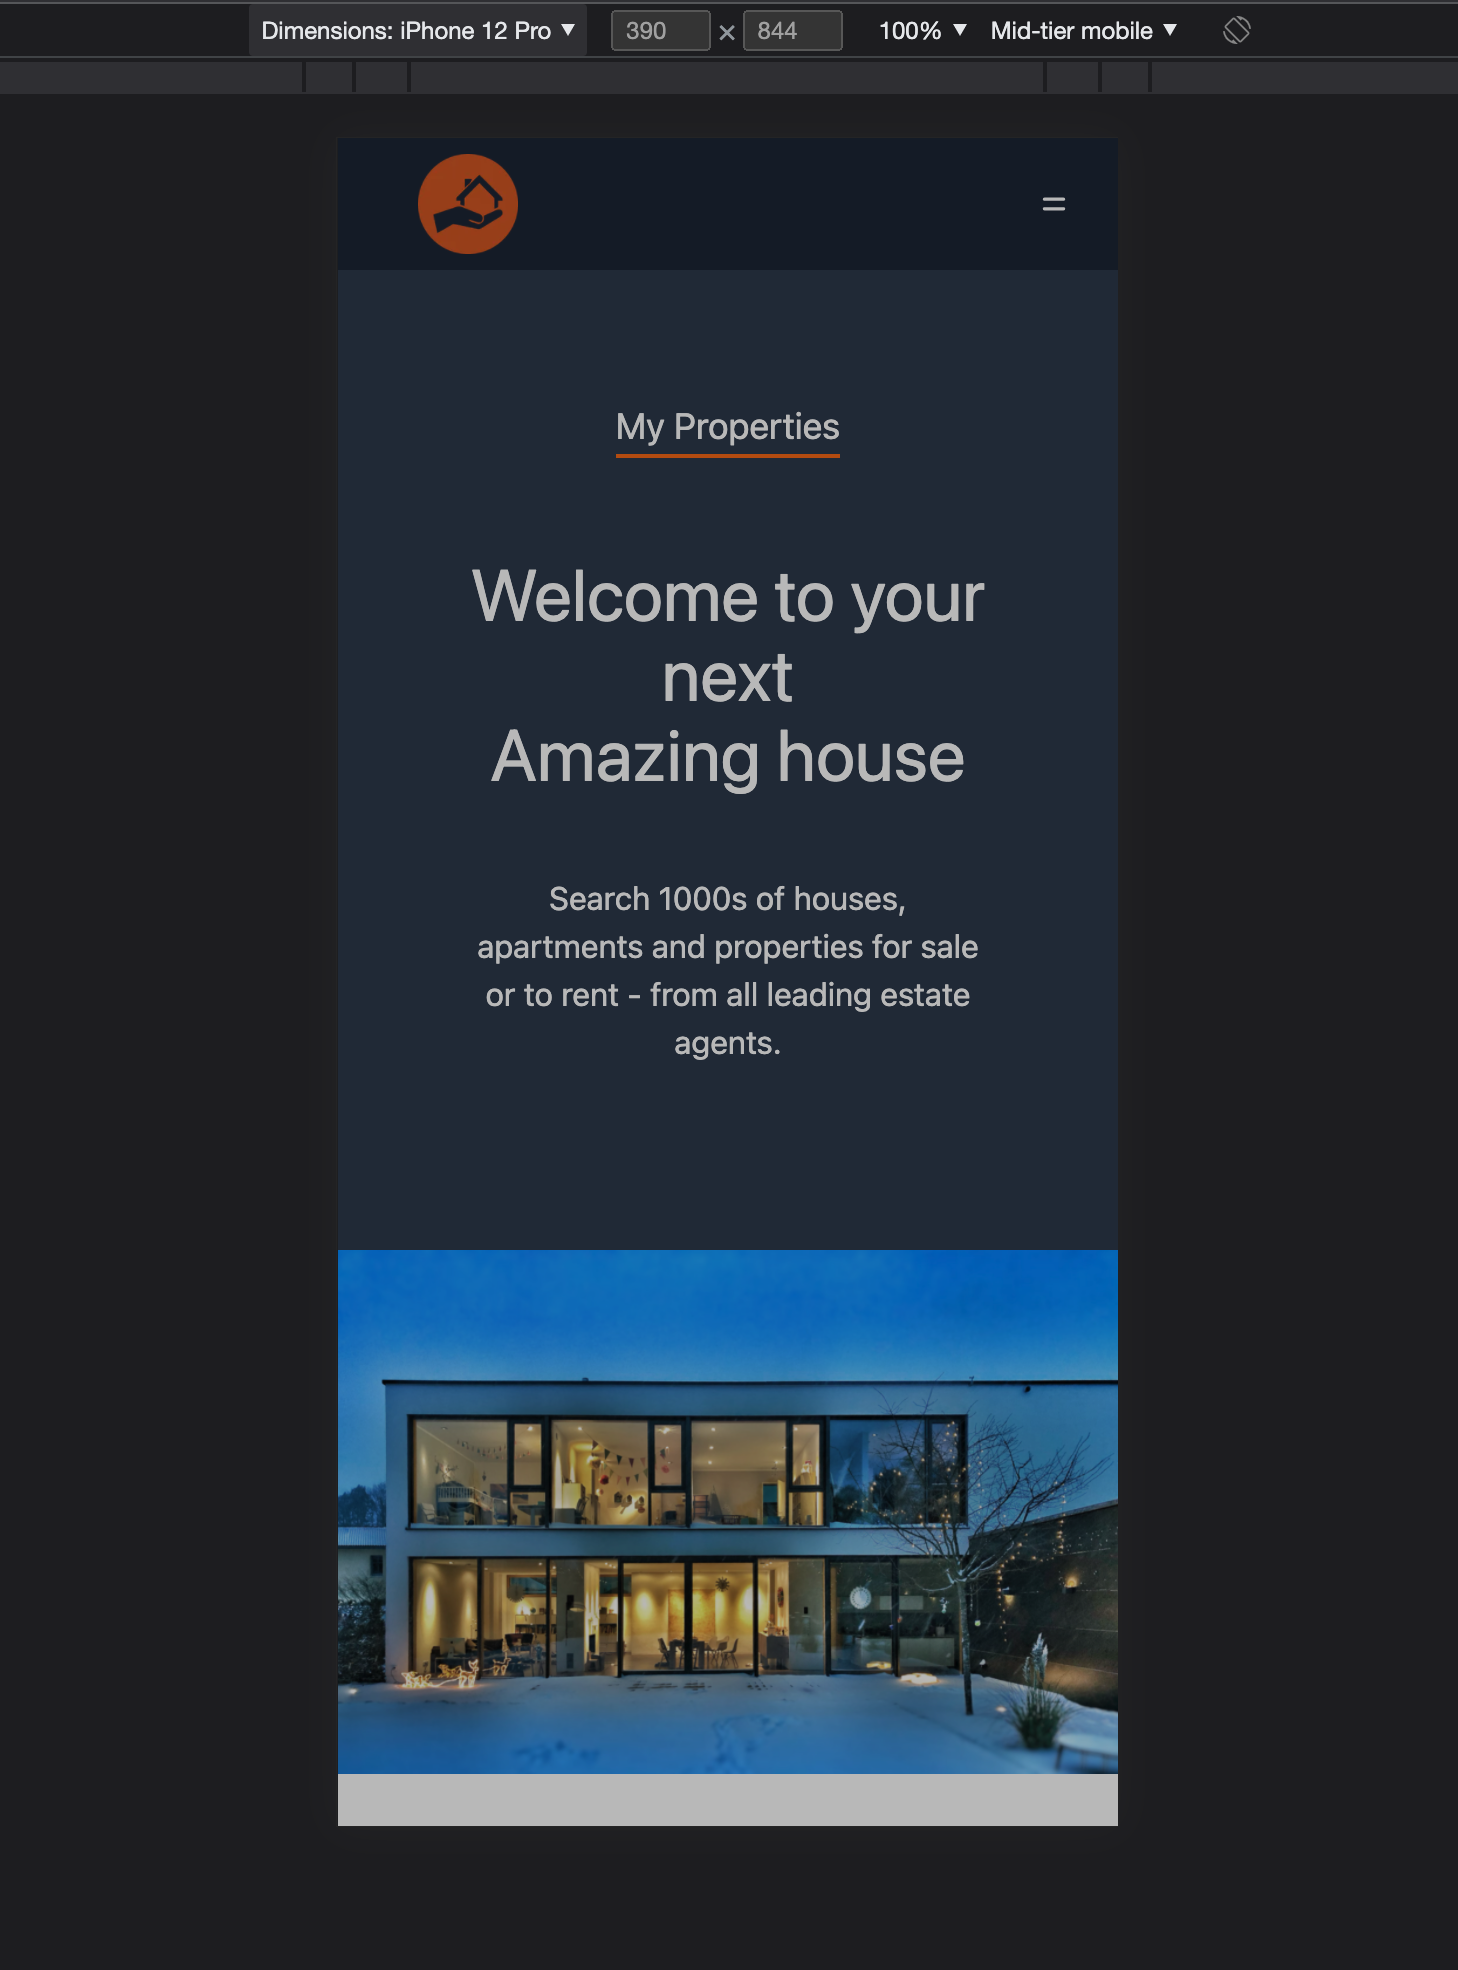 Dimensions: iPhone 12 Pro ▼ 390 × 844 100% ▼ Mid-tier mobile ▼
My Properties
Welcome to your
next
Amazing house
Search 1000s of houses,
apartments and properties for sale
or to rent - from all leading estate
agents.